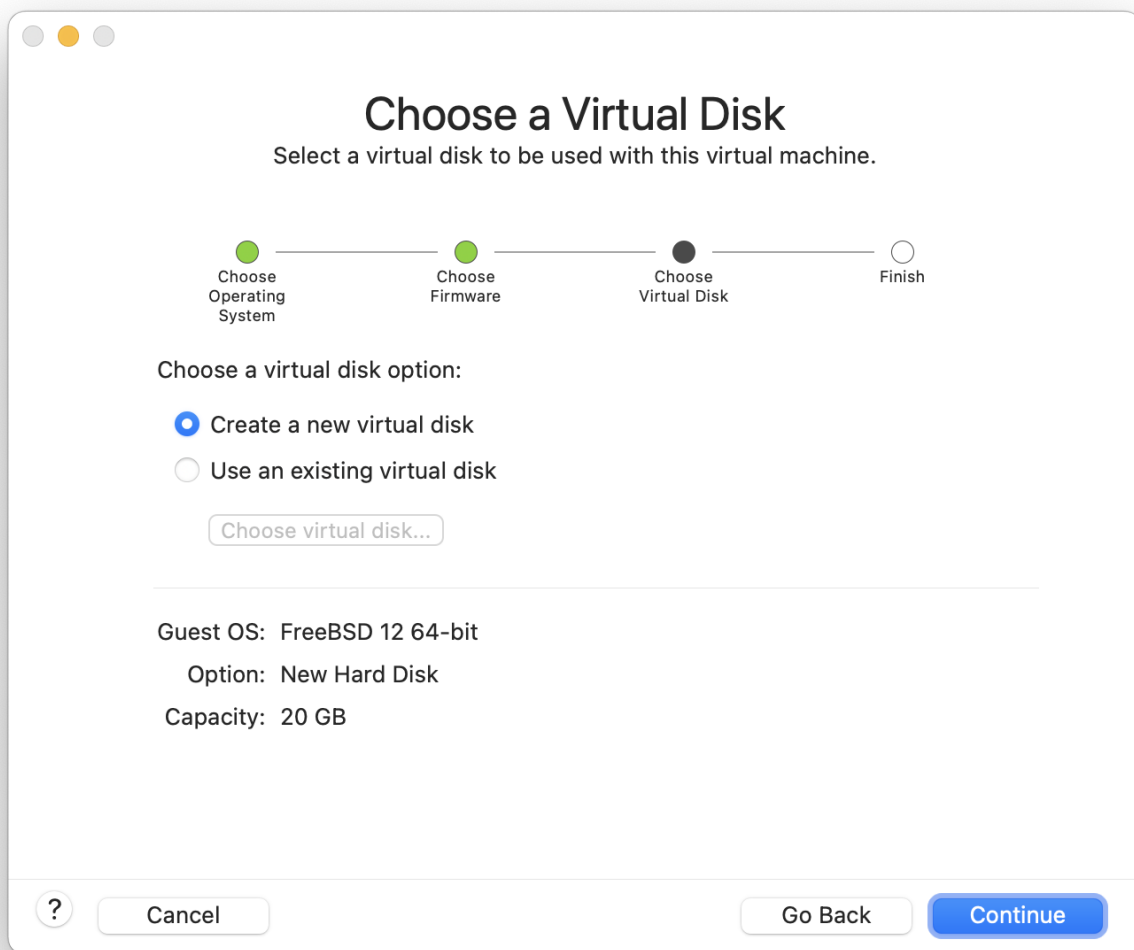 Choose a Virtual Disk
Select a virtual disk to be used with this virtual machine.
Choose
Operating
System
Choose
Firmware
Choose
Virtual Disk
Finish
Choose a virtual disk option:
Create a new virtual disk
Use an existing virtual disk
Choose virtual disk...
Guest OS: FreeBSD 12 64-bit
Option: New Hard Disk
Capacity: 20 GB
? Cancel Go Back Continue